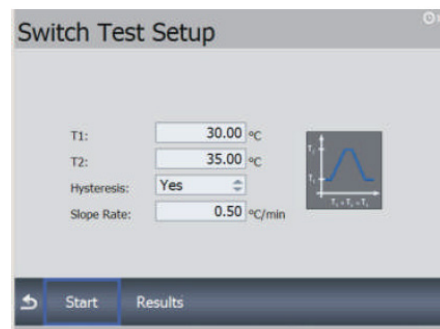 Switch Test Setup
T1: 30.00 °C
T2: 35.00 °C
Hysteresis: Yes
Slope Rate: 0.50 °C/min
Start Results